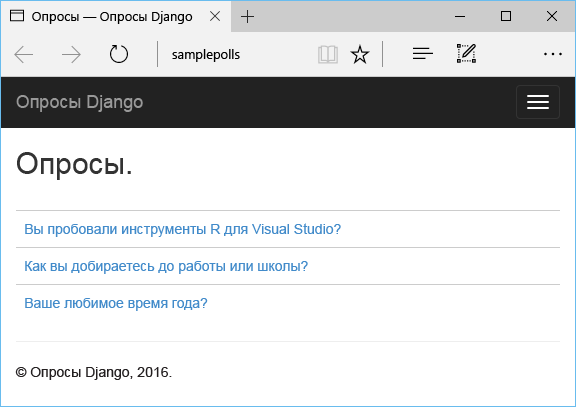 Опросы — Опросы Django
samplepolls
Опросы Django
Опросы.
Вы пробовали инструменты R для Visual Studio?
Как вы добираетесь до работы или школы?
Ваше любимое время года?
© Опросы Django, 2016.